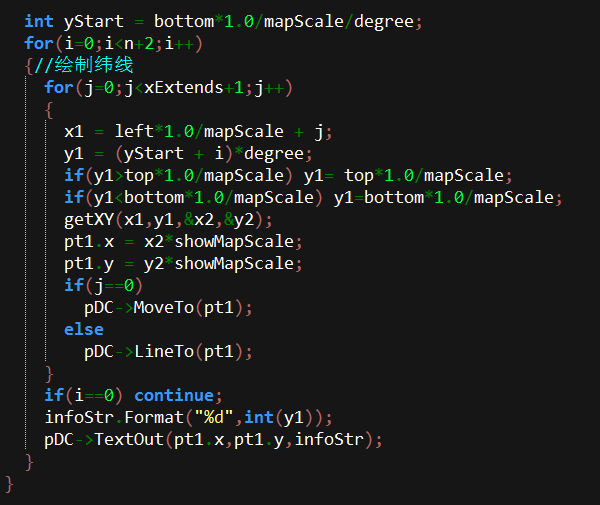 int yStart = bottom*1.0/mapScale/degree;
for(i=0;i<n+2;i++)
{//绘制纬线
for(j=0;j<xExtends+1;j++)
{
x1 = left*1.0/mapScale + j;
y1 = (yStart + i)*degree;
if(y1>top*1.0/mapScale) y1= top*1.0/mapScale;
if(y1<bottom*1.0/mapScale) y1=bottom*1.0/mapScale;
getXY(x1,y1,&x2,&y2);
pt1.x = x2*showMapScale;
pt1.y = y2*showMapScale;
if(j==0)
pDC->MoveTo(pt1);
else
pDC->LineTo(pt1);
}
if(i==0) continue;
infoStr.Format("%d",int(y1));
pDC->TextOut(pt1.x,pt1.y,infoStr);
}
}